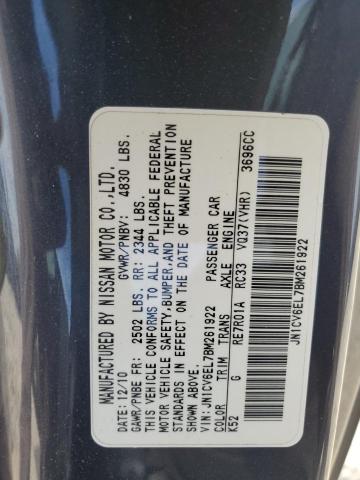 MANUFACTURED BY NISSAN MOTOR CO.,LTD.
12/10 GVWR/PNBV: 4830 LBS.
GAWR/PNBE FR: 2502 LBS. RR: 2344 LBS.
THIS VEHICLE CONFORMS TO ALL APPLICABLE FEDERAL
MOTOR VEHICLE SAFETY,BUMPER,AND THEFT PREVENTION
STANDARDS IN EFFECT ON THE DATE OF MANUFACTURE
SHOWN ABOVE.
VIN: JN1CV6EL7BM261922 PASSENGER CAR
COLOR TRIM TRANS AXLE ENGINE
K52 G RE7R01A RC33 VQ37(VHR) 3696CC
JN1CV6EL7BM261922